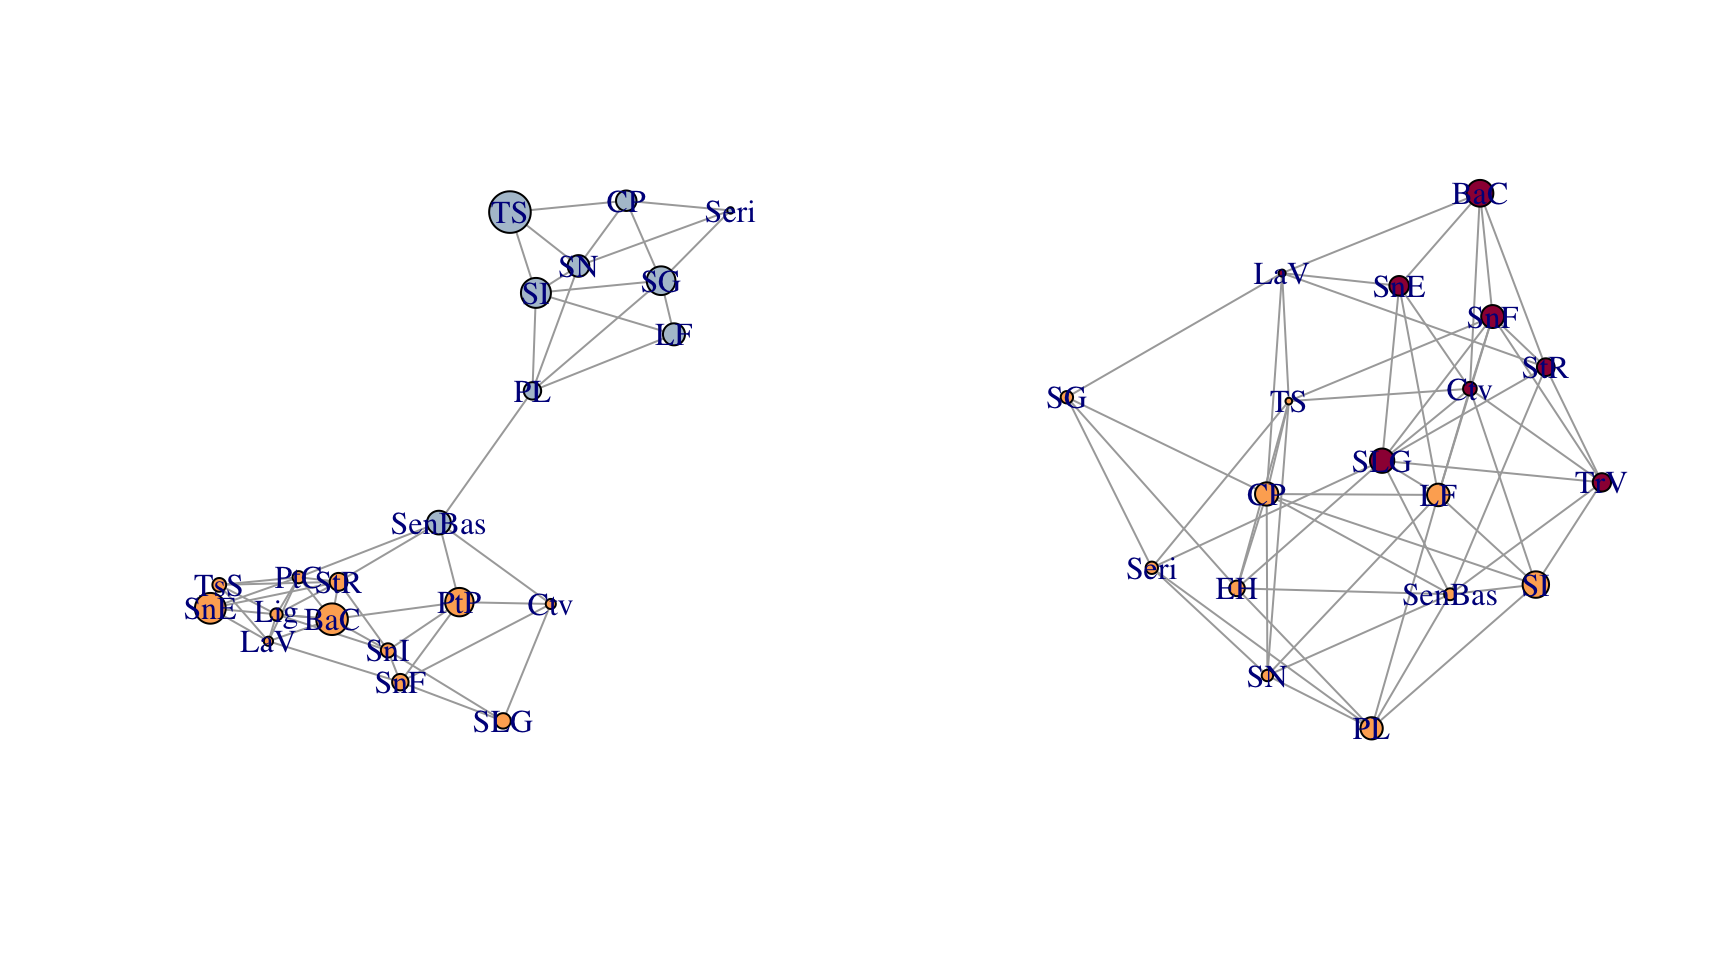 TS
CP
Seri
SN
SI
SG
LF
PL
SenBas
TsS
PtC
StR
SnE
Lig
BaC
PtP
Ctv
LaV
SnI
SnF
SLG
BaC
LaV
SnE
SnF
StR
SG
TS
Ctv
SLG
CP
LF
TrV
Seri
EH
SenBas
SI
SN
PL